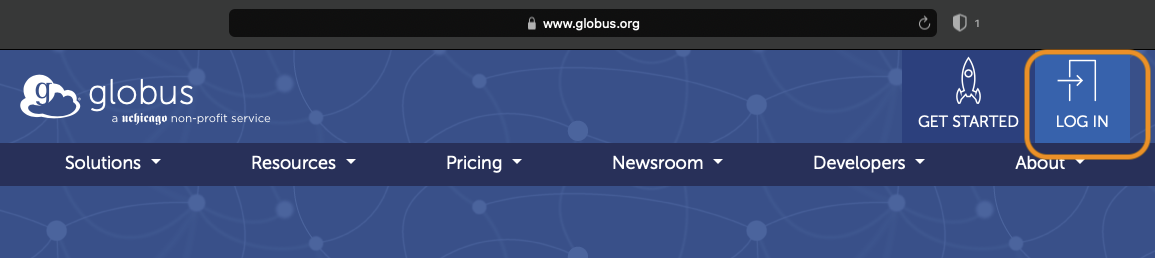 www.globus.org
1
globus
a uchicago non-profit service
GET STARTED
LOG IN
Solutions
Resources
Pricing
Newsroom
Developers
About